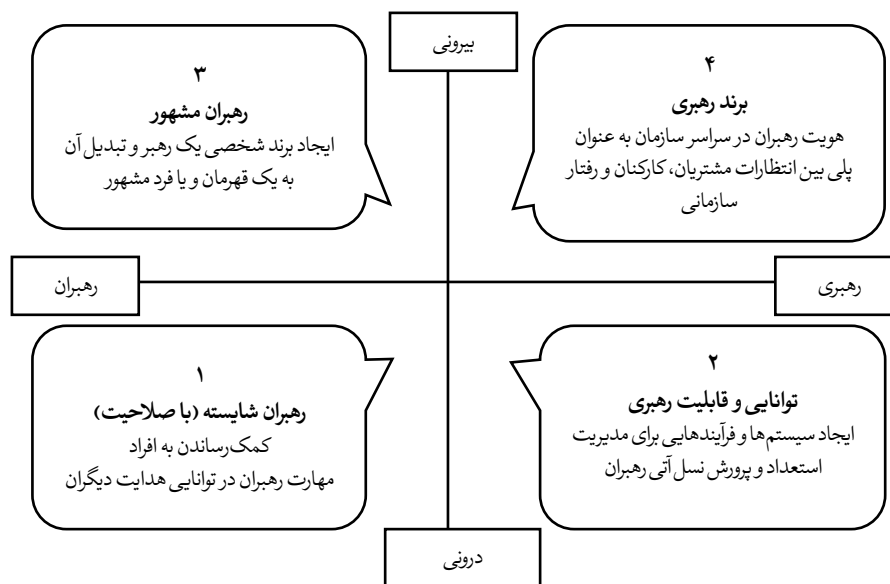 بیرونی
۳
رهبران مشهور
ایجاد برند شخصی یک رهبر و تبدیل آن
به یک قهرمان و یا فرد مشهور
۴
برند رهبری
هویت رهبران در سراسر سازمان به عنوان
پلی بین انتظارات مشتریان، کارکنان و رفتار
سازمانی
رهبران
رهبری
۱
رهبران شایسته (با صلاحیت)
کمک‌رساندن به افراد
مهارت رهبران در توانایی هدایت دیگران
۲
توانایی و قابلیت رهبری
ایجاد سیستم‌ها و فرآیندهایی برای مدیریت
استعداد و پرورش نسل آتی رهبران
درونی